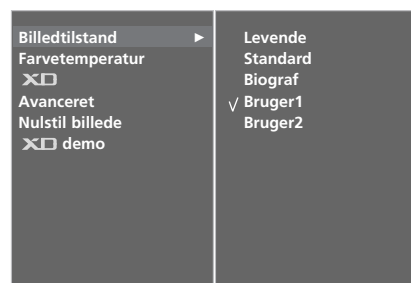 Billedtilstand ►
Farvetemperatur
XD
Avanceret
Nulstil billede
XD demo
Levende
Standard
Biograf
√ Bruger1
Bruger2